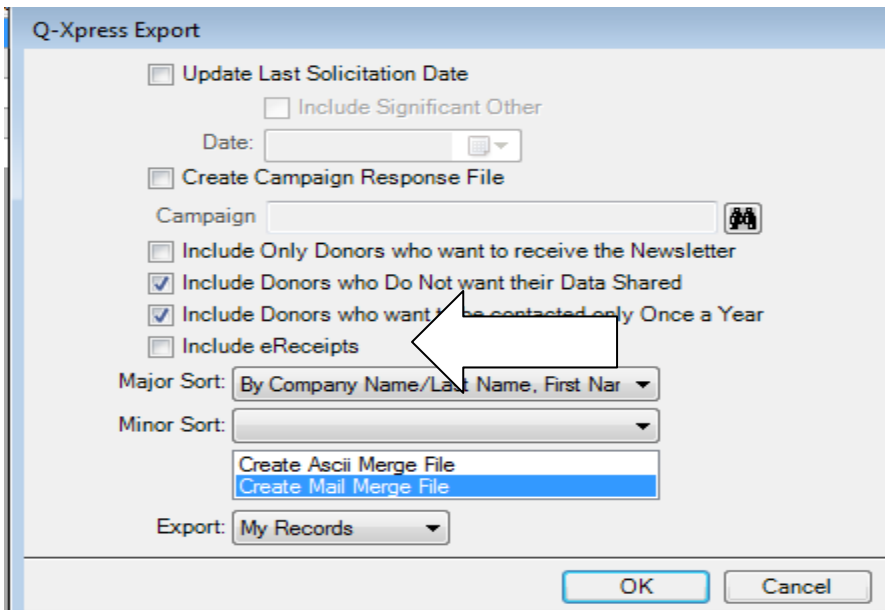 Q-Xpress Export
Update Last Solicitation Date
Include Significant Other
Date:
Create Campaign Response File
Campaign
Include Only Donors who want to receive the Newsletter
Include Donors who Do Not want their Data Shared
Include Donors who want to be contacted only Once a Year
Include eReceipts
Major Sort: By Company Name/Last Name, First Nar
Minor Sort:
Create Ascii Merge File
Create Mail Merge File
Export: My Records
OK Cancel